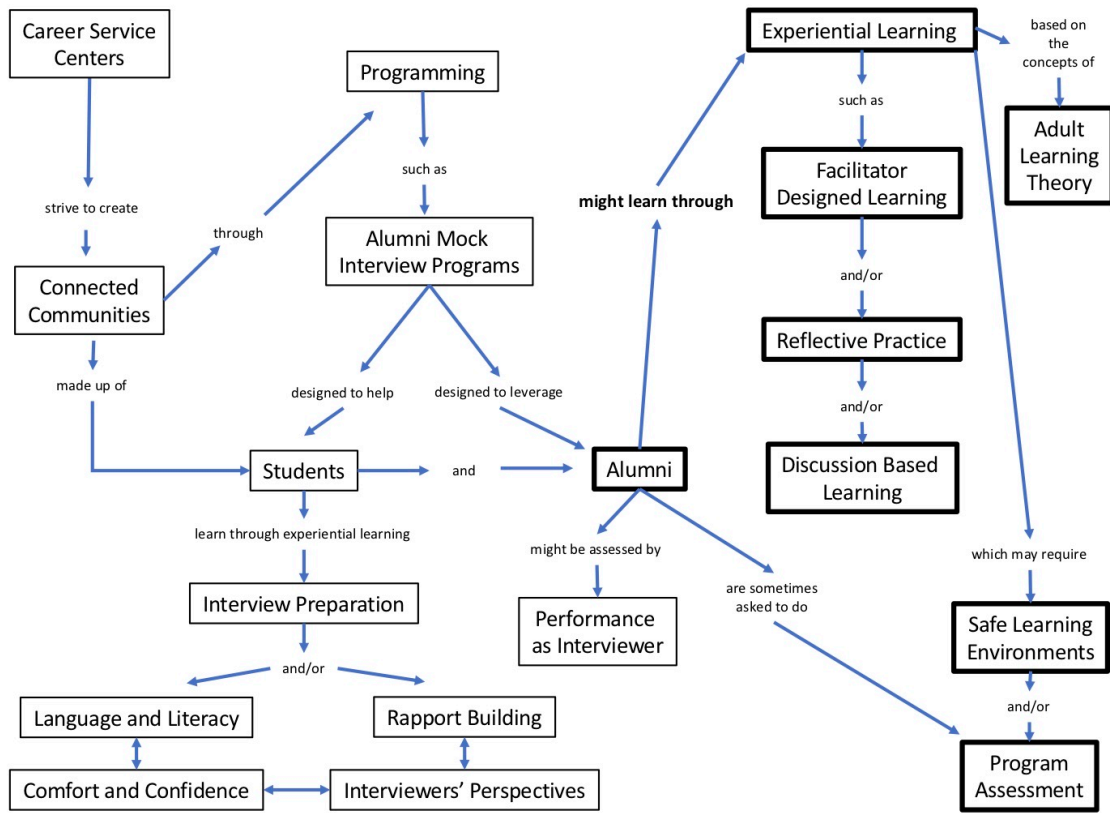 Career Service
Centers
strive to create
Connected
Communities
made up of
through
Programming
such as
Alumni Mock
Interview Programs
designed to help
designed to leverage
Students
and
Alumni
learn through experiential learning
Interview Preparation
and/or
Language and Literacy
Rapport Building
Comfort and Confidence
Interviewers’ Perspectives
might be assessed by
Performance
as Interviewer
are sometimes
asked to do
might learn through
Experiential Learning
such as
Facilitator
Designed Learning
and/or
Reflective Practice
and/or
Discussion Based
Learning
based on
the
concepts of
Adult
Learning
Theory
which may require
Safe Learning
Environments
and/or
Program
Assessment